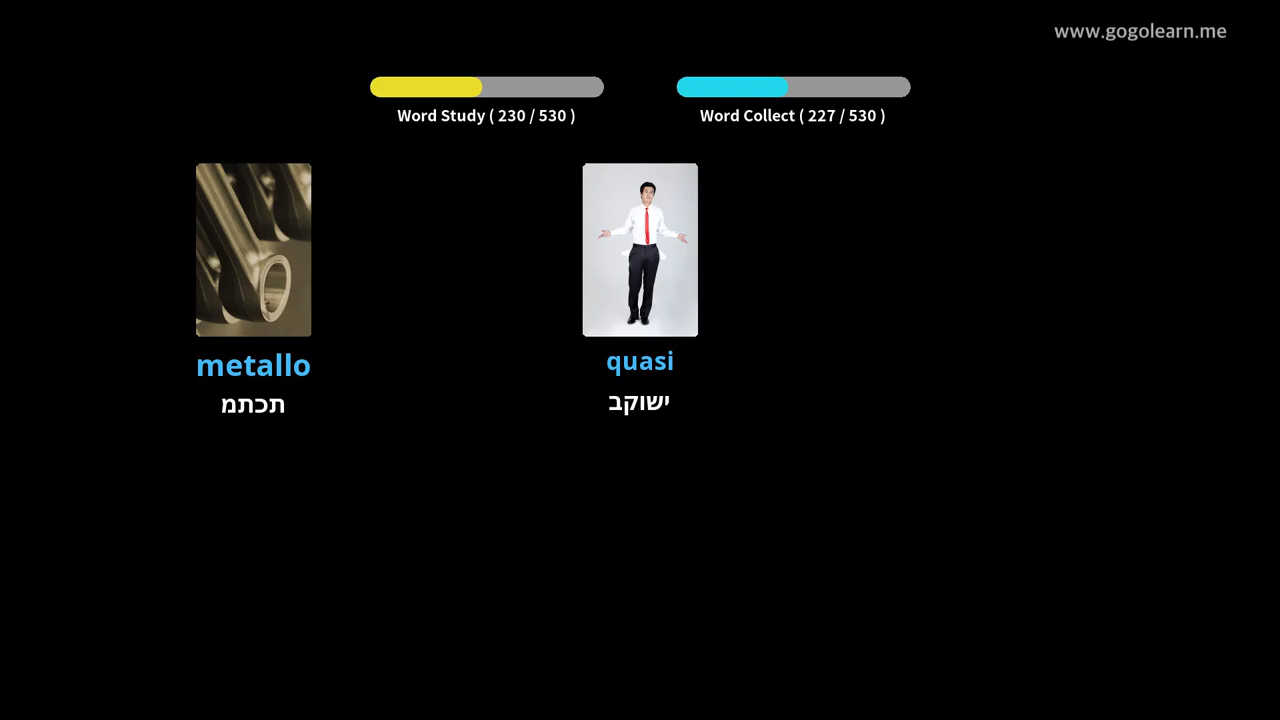 www.gogolearn.me
Word Study ( 230 / 530 )
Word Collect ( 227 / 530 )
metallo
תכתמ
quasi
ישוקב